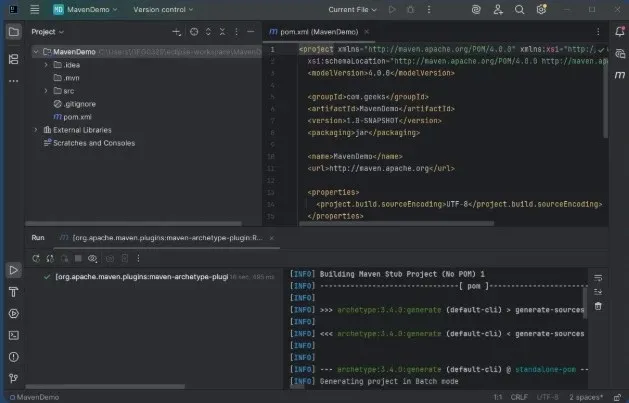 MD MavenDemo Version control Current File
Project
pom.xml (MavenDemo)
MavenDemo
.idea
.mvn
src
.gitignore
pom.xml
External Libraries
Scratches and Consoles
1 <project xmlns="http://maven.apache.org/POM/4.0.0" xmlns:xsi="http:
2 xsi:schemaLocation="http://maven.apache.org/POM/4.0.0 http://maven.ap
3 <modelVersion>4.0.0</modelVersion>
4
5 <groupId>com.geeks</groupId>
6 <artifactId>MavenDemo</artifactId>
7 <version>1.0-SNAPSHOT</version>
8 <packaging>jar</packaging>
9
10 <name>MavenDemo</name>
11 <url>http://maven.apache.org</url>
12
13 <properties>
14 <project.build.sourceEncoding>UTF-8</project.build.sourceEncoding>
15 </properties>
Run [org.apache.maven.plugins:maven-archetype-plugin:R...
[org.apache.maven.plugins:maven-archetype-plugi
[INFO] Building Maven Stub Project (No POM) 1
[INFO] --------------------------------[ pom ]-----------------------
[INFO]
[INFO] >>> archetype:3.4.0:generate (default-cli) > generate-sources
[INFO]
[INFO] <<< archetype:3.4.0:generate (default-cli) < generate-sources
[INFO]
[INFO]
[INFO] --- archetype:3.4.0:generate (default-cli) @ standalone-pom --
[INFO] Generating project in Batch mode
MavenDemo 1:1 CRLF UTF-8 2 spaces*